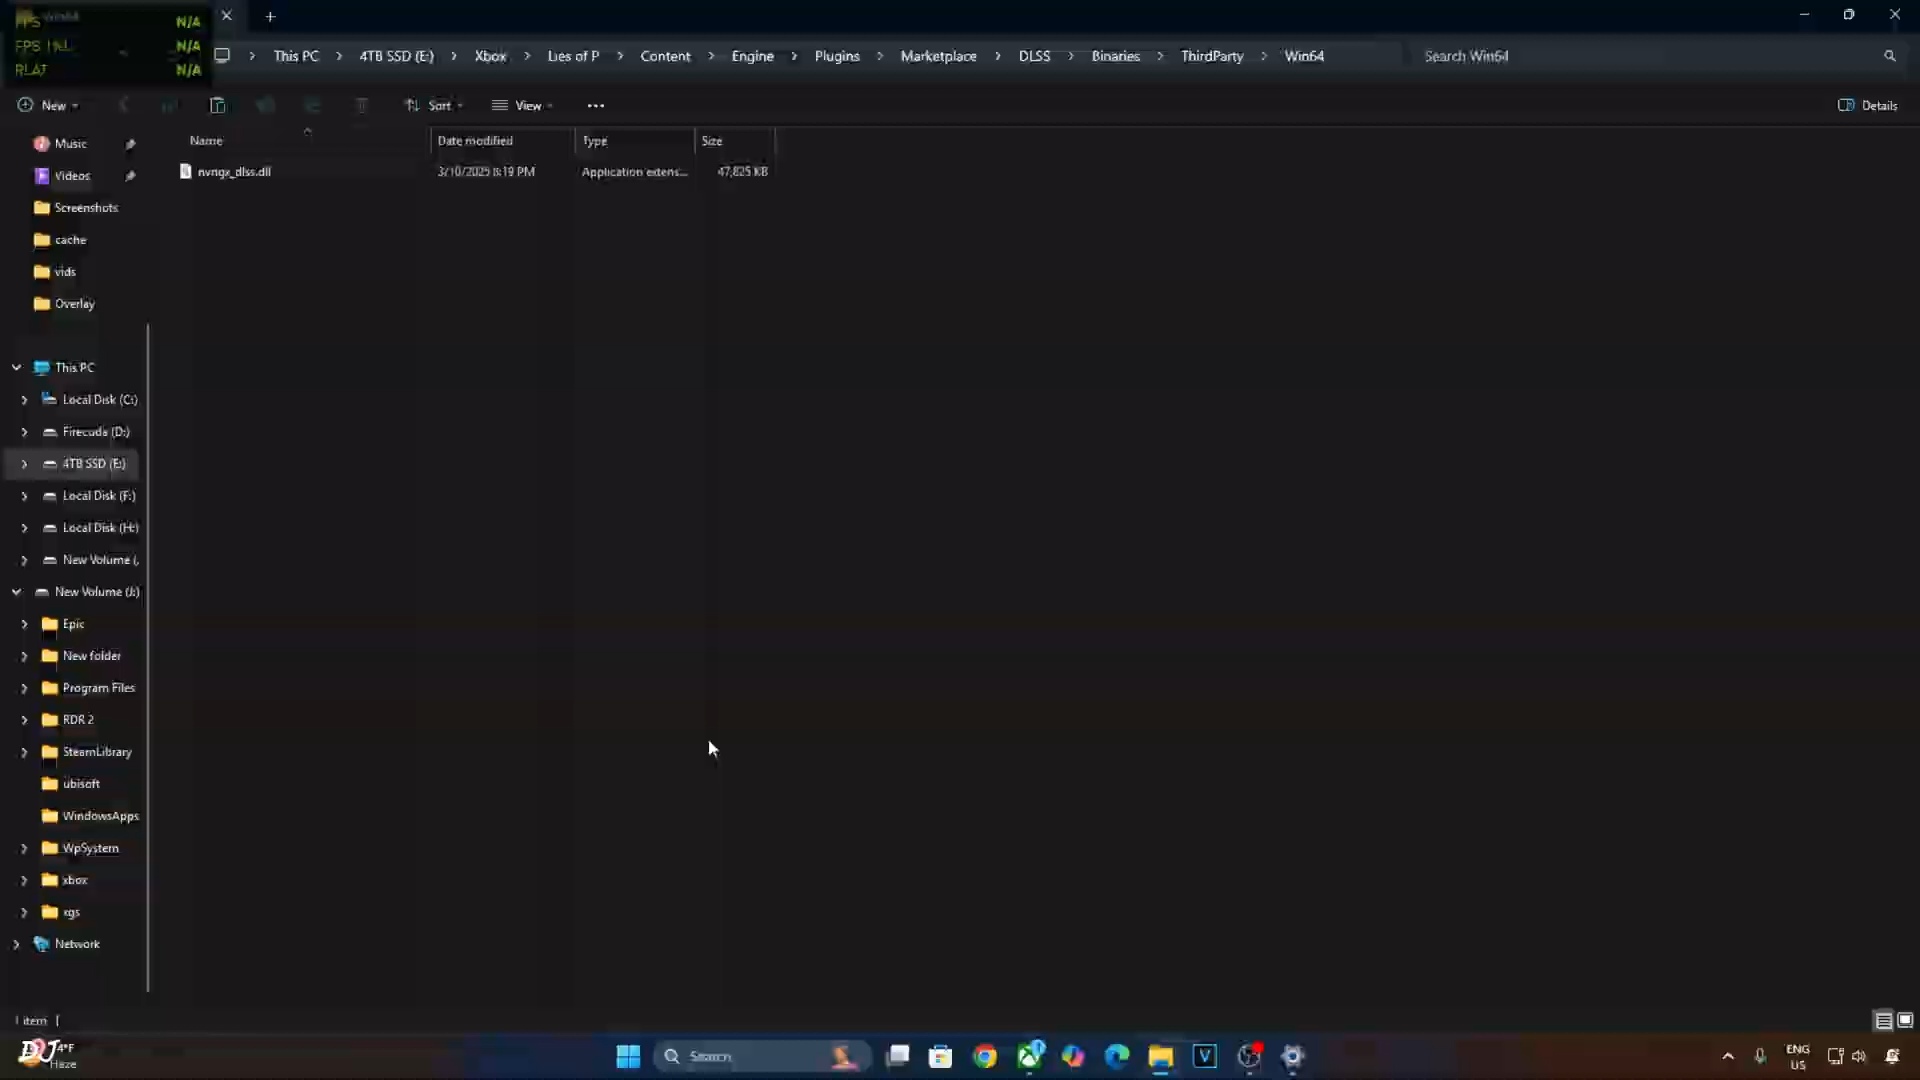 FPS N/A
FPS N/A
RLAT N/A
This PC > 4TB SSD (E:) > Xbox > Lies of P > Content > Engine > Plugins > Marketplace > DLSS > Binaries > ThirdParty > Win64
Search Win64
New
Sort
View
Details
Name
Date modified
Type
Size
nvngx_dlss.dll
3/10/2025 8:19 PM
Application extens...
47,825 KB
Music
Videos
Screenshots
cache
vids
Overlay
This PC
Local Disk (C:)
Firecuda (D:)
4TB SSD (E:)
Local Disk (F:)
Local Disk (H:)
New Volume (
New Volume (J:)
Epic
New folder
Program Files
RDR 2
SteamLibrary
ubisoft
WindowsApps
WpSystem
xbox
xgs
Network
1 item
DJ
Haze
Search
ENG
US